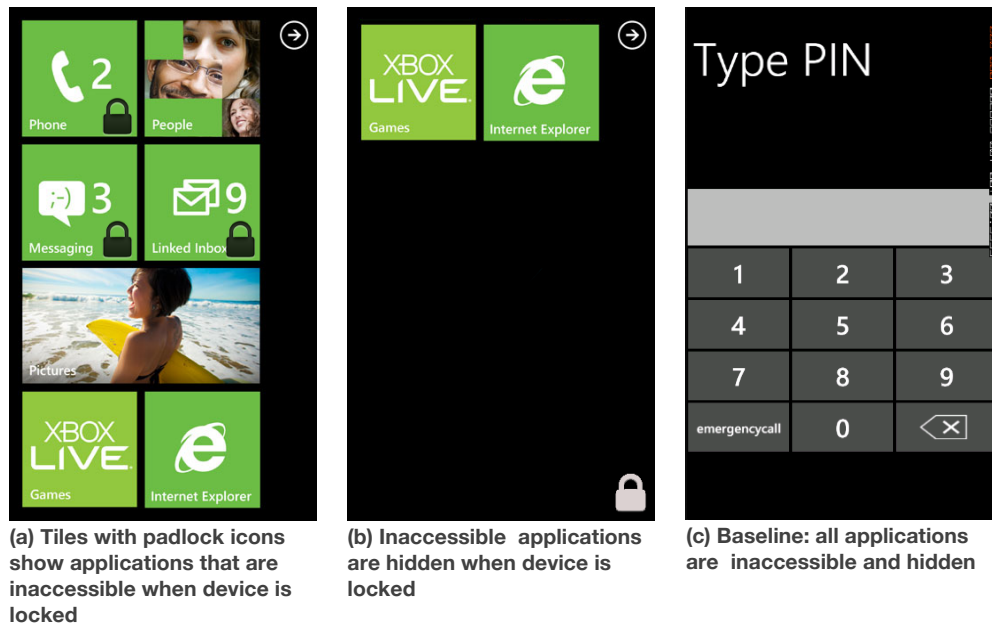 2
Phone
People
3
Messaging
9
Linked Inbox
Pictures
XBOX
LIVE
Games
Internet Explorer
(a) Tiles with padlock icons
show applications that are
inaccessible when device is
locked
XBOX
LIVE
Games
Internet Explorer
(b) Inaccessible applications
are hidden when device is
locked
Type PIN
1 2 3
4 5 6
7 8 9
emergencycall 0
(c) Baseline: all applications
are inaccessible and hidden